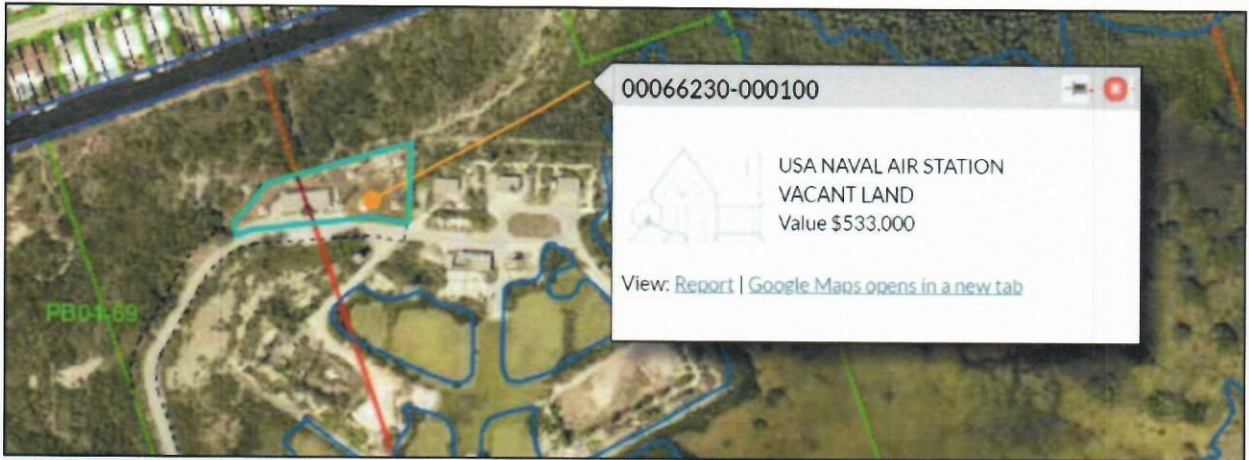 00066230-000100
USA NAVAL AIR STATION
VACANT LAND
Value $533,000
View: Report | Google Maps opens in a new tab
PB04-69